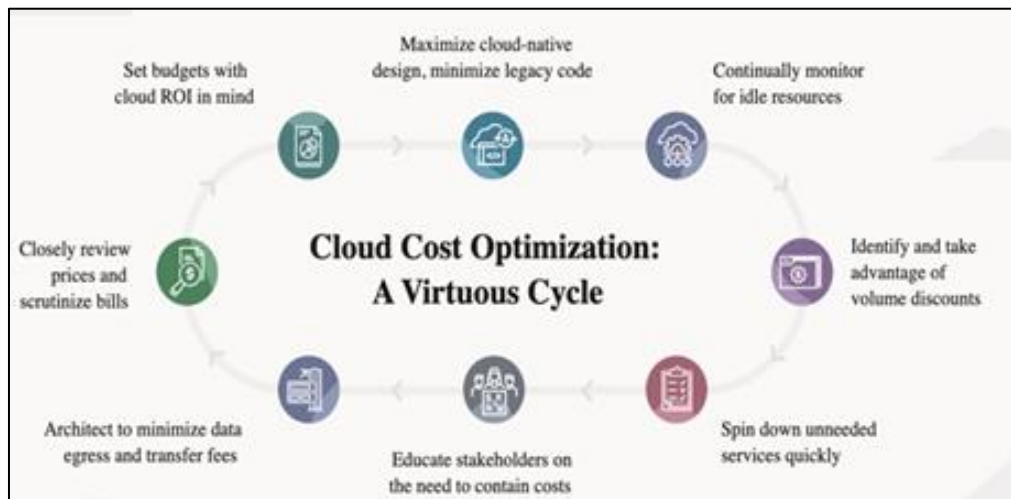 Maximize cloud-native
design, minimize legacy code
Set budgets with
cloud ROI in mind
Continually monitor
for idle resources
Closely review
prices and
scrutinize bills
Cloud Cost Optimization:
A Virtuous Cycle
Identify and take
advantage of
volume discounts
Architect to minimize data
egress and transfer fees
Educate stakeholders on
the need to contain costs
Spin down unneeded
services quickly